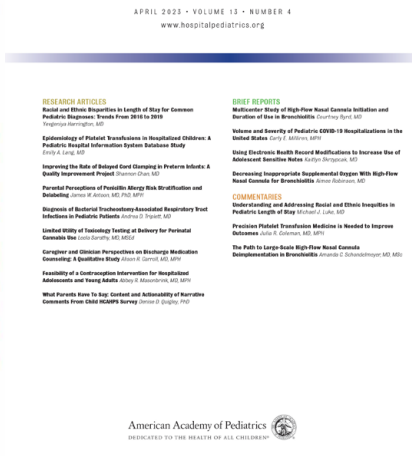 APRIL 2023 • VOLUME 13 • NUMBER 4
www.hospitalpediatrics.org
RESEARCH ARTICLES
Racial and Ethnic Disparities in Length of Stay for Common
Pediatric Diagnoses: Trends From 2016 to 2019
Yevgeniya Harrington, MD
Epidemiology of Platelet Transfusions in Hospitalized Children: A
Pediatric Hospital Information System Database Study
Emily A. Lang, MD
Improving the Rate of Delayed Cord Clamping in Preterm Infants: A
Quality Improvement Project Shannon Chan, MD
Parental Perceptions of Penicillin Allergy Risk Stratification and
Delabeling James W. Antoon, MD, PhD, MPH
Diagnosis of Bacterial Tracheostomy-Associated Respiratory Tract
Infections in Pediatric Patients Andrea D. Triplett, MD
Limited Utility of Toxicology Testing at Delivery for Perinatal
Cannabis Use Leela Sarathy, MD, MSEd
Caregiver and Clinician Perspectives on Discharge Medication
Counseling: A Qualitative Study Alison R. Carroll, MD, MPH
Feasibility of a Contraception Intervention for Hospitalized
Adolescents and Young Adults Abbey R. Masonbrink, MD, MPH
What Parents Have To Say: Content and Actionability of Narrative
Comments From Child HCAHPS Survey Denise D. Quigley, PhD
BRIEF REPORTS
Multicenter Study of High-Flow Nasal Cannula Initiation and
Duration of Use in Bronchiolitis Courtney Byrd, MD
Volume and Severity of Pediatric COVID-19 Hospitalizations in the
United States Carly E. Milliren, MPH
Using Electronic Health Record Modifications to Increase Use of
Adolescent Sensitive Notes Kaitlyn Skrzypcak, MD
Decreasing Inappropriate Supplemental Oxygen With High-Flow
Nasal Cannula for Bronchiolitis Aimee Robinson, MD
COMMENTARIES
Understanding and Addressing Racial and Ethnic Inequities in
Pediatric Length of Stay Michael J. Luke, MD
Precision Platelet Transfusion Medicine is Needed to Improve
Outcomes Julia R. Coleman, MD, MPH
The Path to Large-Scale High-Flow Nasal Cannula
Deimplementation in Bronchiolitis Amanda C. Schondelmeyer, MD, MSc
American Academy of Pediatrics
DEDICATED TO THE HEALTH OF ALL CHILDREN®